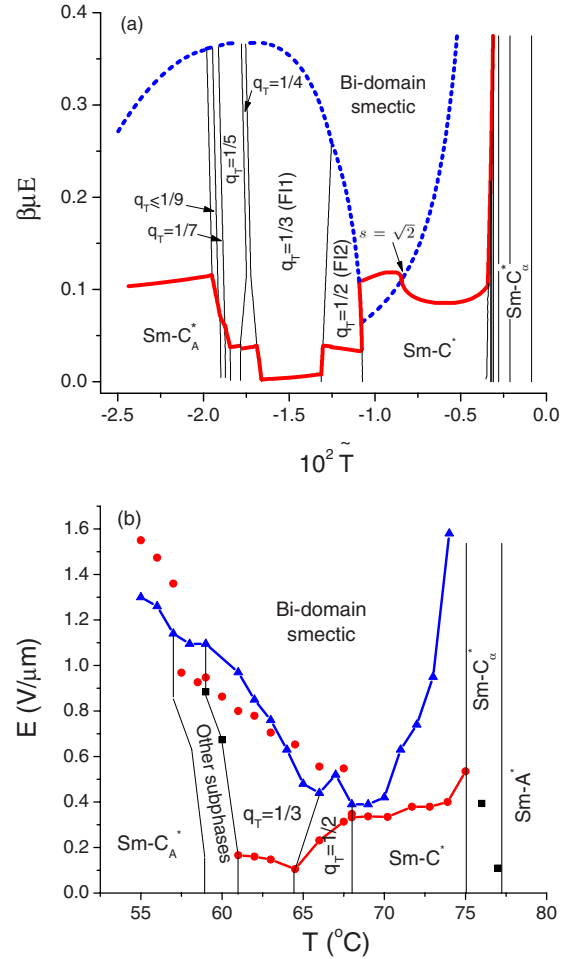 (a)
0.4
0.3
0.2
0.1
0.0
βμE
q_T=1/4
Bi-domain
smectic
q_T=1/5
q_T≤1/9
q_T=1/7
q_T=1/3 (FI1)
q_T=1/2 (FI2)
s = √2
Sm-C_A^*
Sm-C^*
Sm-C_α^*
-2.5 -2.0 -1.5 -1.0 -0.5 0.0
10² T̃
(b)
1.6
1.4
1.2
1.0
0.8
0.6
0.4
0.2
0.0
E (V/μm)
Bi-domain
smectic
Other subphases
q_T=1/3
q_T=1/2
Sm-C_A^*
Sm-C^*
Sm-C_α^*
Sm-A^*
55 60 65 70 75 80
T (°C)